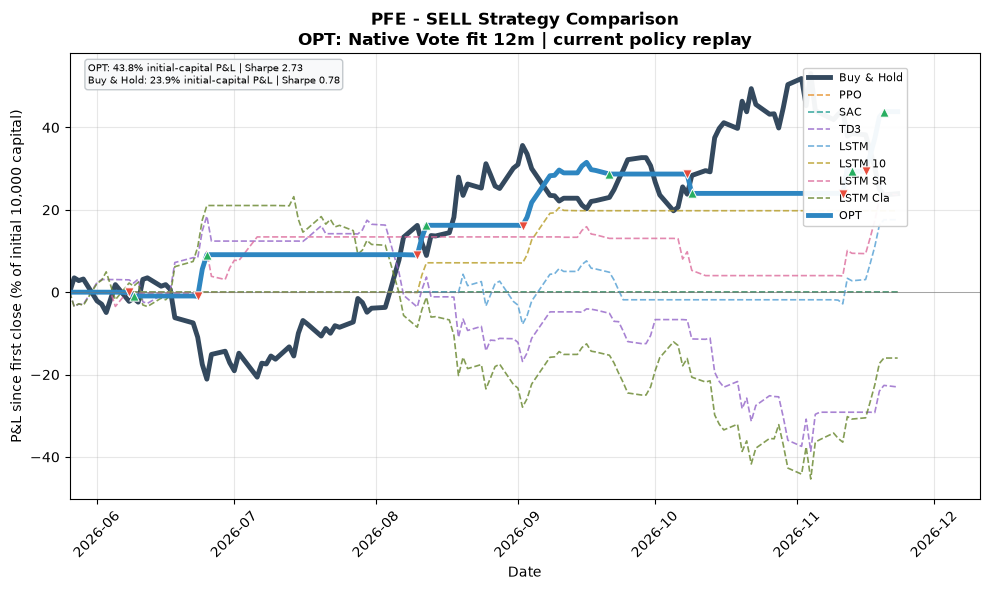 PFE - SELL Strategy Comparison
OPT: Native Vote fit 12m | current policy replay
OPT: 43.8% initial-capital P&L | Sharpe 2.73
Buy & Hold: 23.9% initial-capital P&L | Sharpe 0.78
Buy & Hold
PPO
SAC
TD3
LSTM
LSTM 10
LSTM SR
LSTM Cla
OPT
P&L since first close (% of initial 10,000 capital)
40
20
0
−20
−40
2026-06
2026-07
2026-08
2026-09
2026-10
2026-11
2026-12
Date